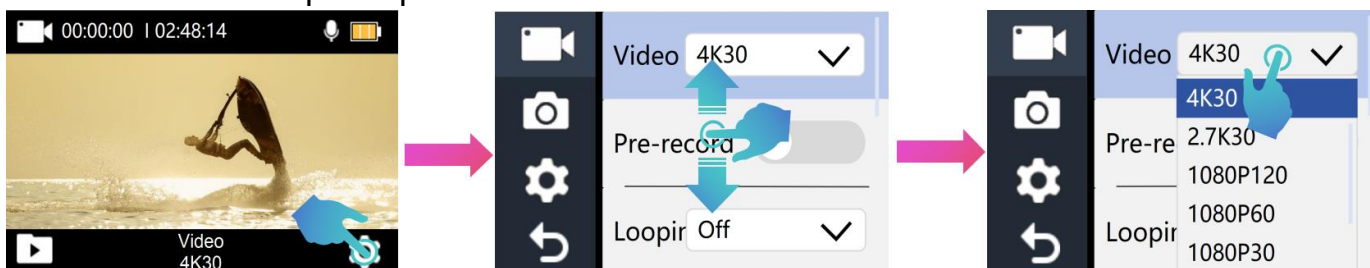 00:00:00 I 02:48:14
Video
4K30
Video 4K30
Pre-record
Loopin Off
Video 4K30
4K30
Pre-re 2.7K30
1080P120
1080P60
Loopir 1080P30